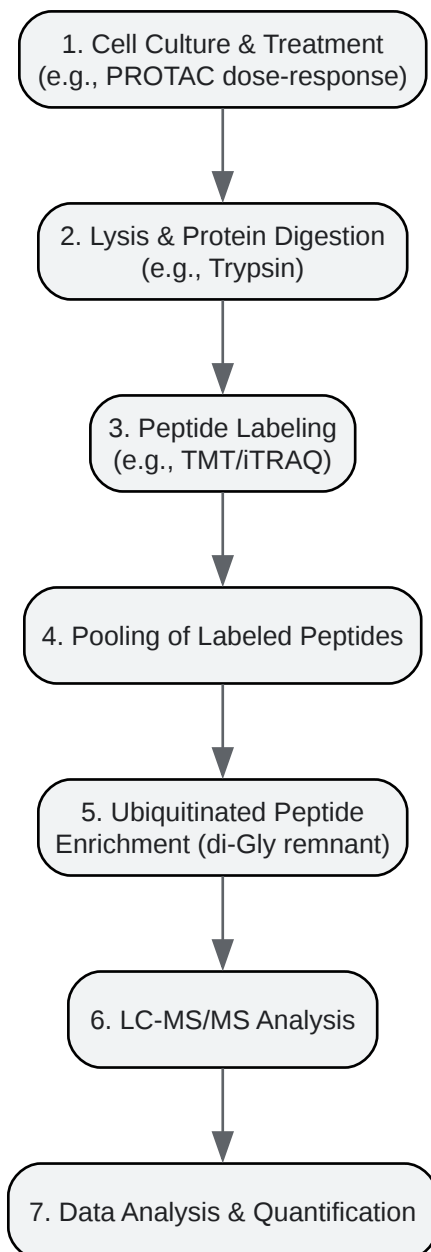 1. Cell Culture & Treatment
(e.g., PROTAC dose-response)
2. Lysis & Protein Digestion
(e.g., Trypsin)
3. Peptide Labeling
(e.g., TMT/iTRAQ)
4. Pooling of Labeled Peptides
5. Ubiquitinated Peptide
Enrichment (di-Gly remnant)
6. LC-MS/MS Analysis
7. Data Analysis & Quantification